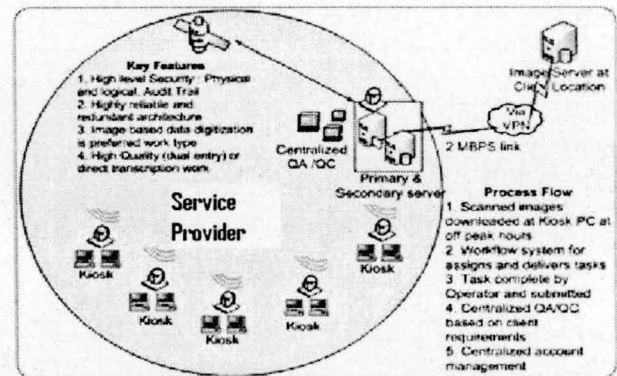 Key Features
1. High level Security : Physical
and logical, Audit Trail
2. Highly reliable and
redundant architecture
3. Image based data digitization
is preferred work type
4. High Quality (dual entry) or
direct transcription work
Centralized
QA /QC
Primary &
Secondary server
2 MBPS link
Via
VPN
Image Server at
Client Location
Service
Provider
Kiosk
Kiosk
Kiosk
Kiosk
Kiosk
Process Flow
1. Scanned images
downloaded at Kiosk PC at
off peak hours
2. Workflow system for
assigns and delivers tasks
3. Task complete by
Operator and submitted
4. Centralized QA/QC
based on client
requirements
5. Centralized account
management